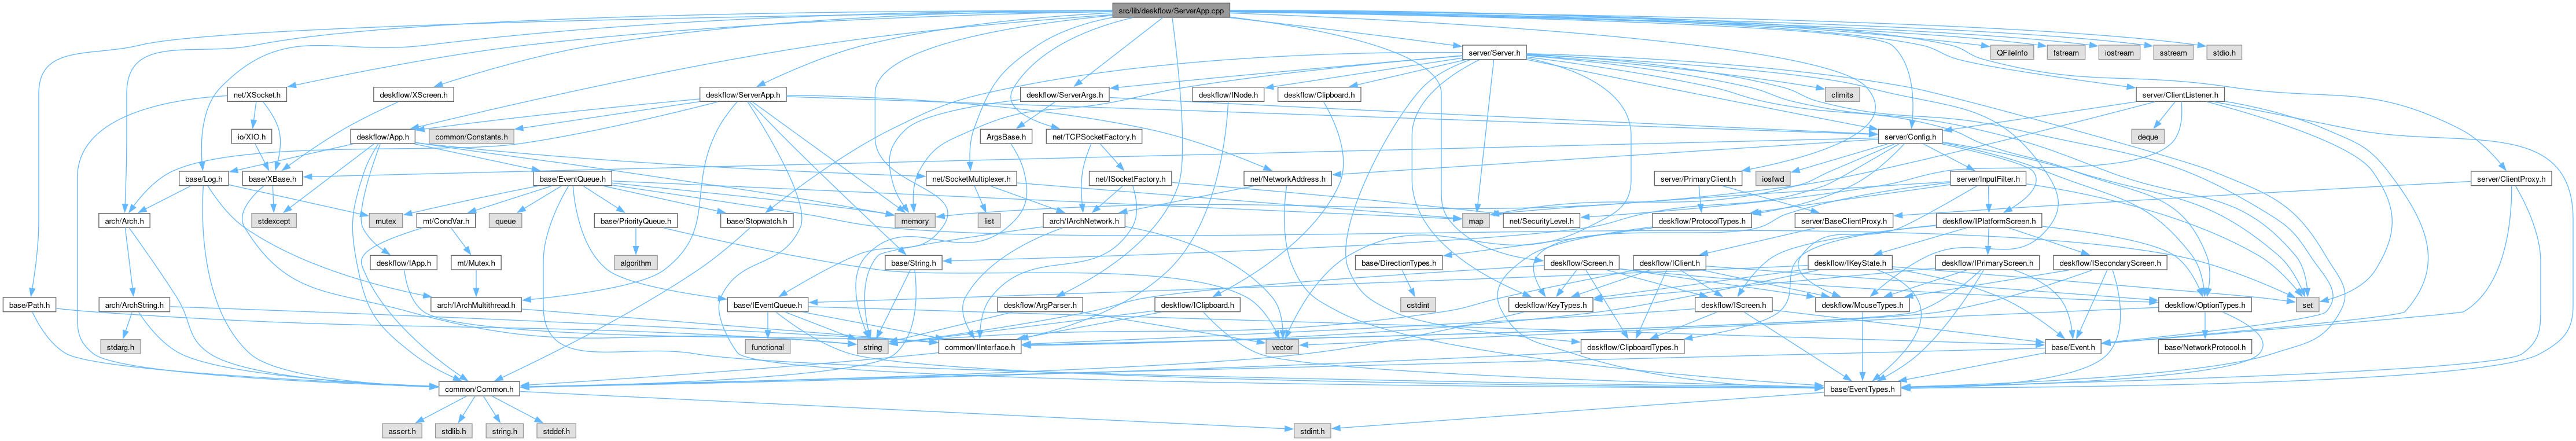 src/lib/deskflow/ServerApp.cpp
server/Server.h
QFileInfo
fstream
iostream
sstream
stdio.h
net/XSocket.h
deskflow/XScreen.h
deskflow/ServerApp.h
deskflow/ServerArgs.h
deskflow/INode.h
deskflow/Clipboard.h
climits
server/ClientListener.h
io/XIO.h
deskflow/App.h
common/Constants.h
ArgsBase.h
net/TCPSocketFactory.h
server/Config.h
deque
base/Log.h
base/XBase.h
base/EventQueue.h
net/SocketMultiplexer.h
net/ISocketFactory.h
net/NetworkAddress.h
server/PrimaryClient.h
iosfwd
server/InputFilter.h
server/ClientProxy.h
arch/Arch.h
stdexcept
mutex
mt/CondVar.h
queue
base/PriorityQueue.h
base/Stopwatch.h
memory
list
arch/IArchNetwork.h
map
net/SecurityLevel.h
deskflow/ProtocolTypes.h
server/BaseClientProxy.h
deskflow/IPlatformScreen.h
deskflow/IApp.h
mt/Mutex.h
algorithm
base/String.h
base/DirectionTypes.h
deskflow/Screen.h
deskflow/IClient.h
deskflow/IKeyState.h
deskflow/IPrimaryScreen.h
deskflow/ISecondaryScreen.h
base/Path.h
arch/ArchString.h
arch/IArchMultithread.h
base/IEventQueue.h
deskflow/ArgParser.h
deskflow/IClipboard.h
cstdint
deskflow/KeyTypes.h
deskflow/IScreen.h
deskflow/MouseTypes.h
deskflow/OptionTypes.h
set
stdarg.h
functional
string
common/IInterface.h
vector
deskflow/ClipboardTypes.h
base/Event.h
base/NetworkProtocol.h
common/Common.h
base/EventTypes.h
assert.h
stdlib.h
string.h
stddef.h
stdint.h